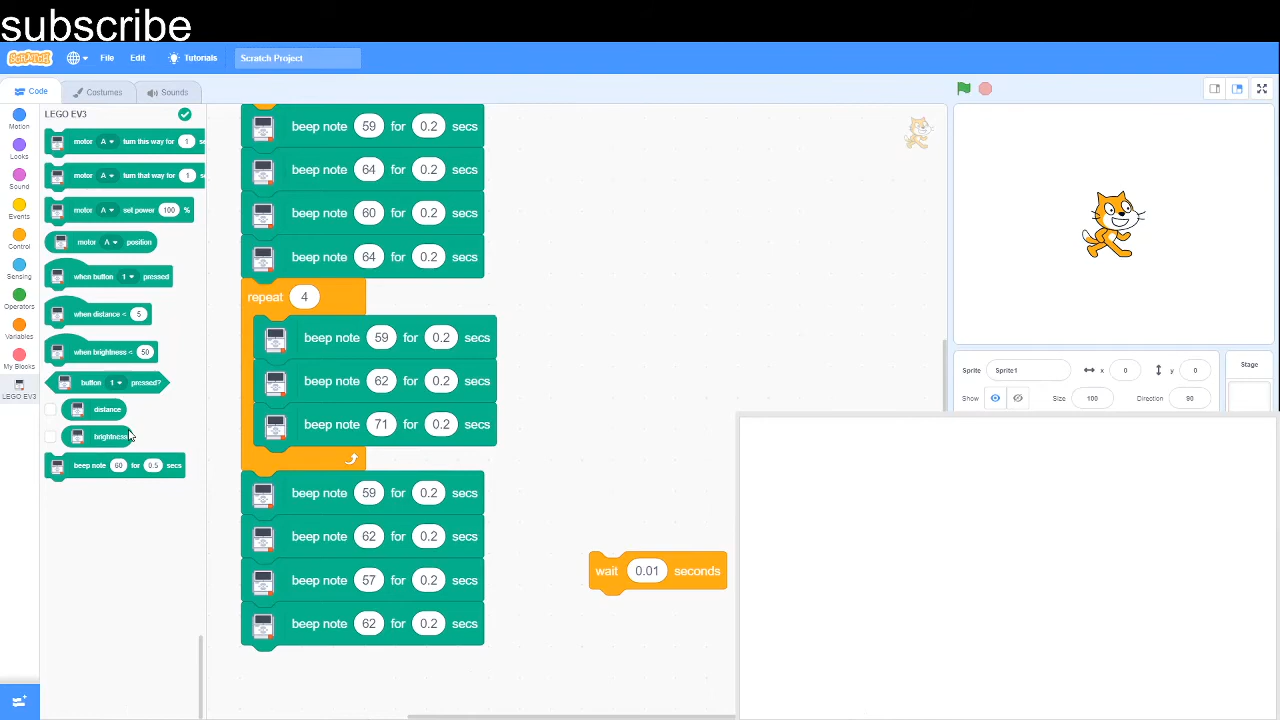 subscribe
SCRATCH
File
Edit
Tutorials
Scratch Project
Code
Costumes
Sounds
LEGO EV3
Motion
Looks
Sound
Events
Control
Sensing
Operators
Variables
My Blocks
LEGO EV3
motor A turn this way for 1 s
motor A turn that way for 1 s
motor A set power 100 %
motor A position
when button 1 pressed
when distance < 5
when brightness < 50
button 1 pressed?
distance
brightness
beep note 60 for 0.5 secs
beep note 59 for 0.2 secs
beep note 64 for 0.2 secs
beep note 60 for 0.2 secs
beep note 64 for 0.2 secs
repeat 4
beep note 59 for 0.2 secs
beep note 62 for 0.2 secs
beep note 71 for 0.2 secs
beep note 59 for 0.2 secs
beep note 62 for 0.2 secs
beep note 57 for 0.2 secs
beep note 62 for 0.2 secs
wait 0.01 seconds
Sprite Sprite1 x 0 y 0
Show Size 100 Direction 90
Stage